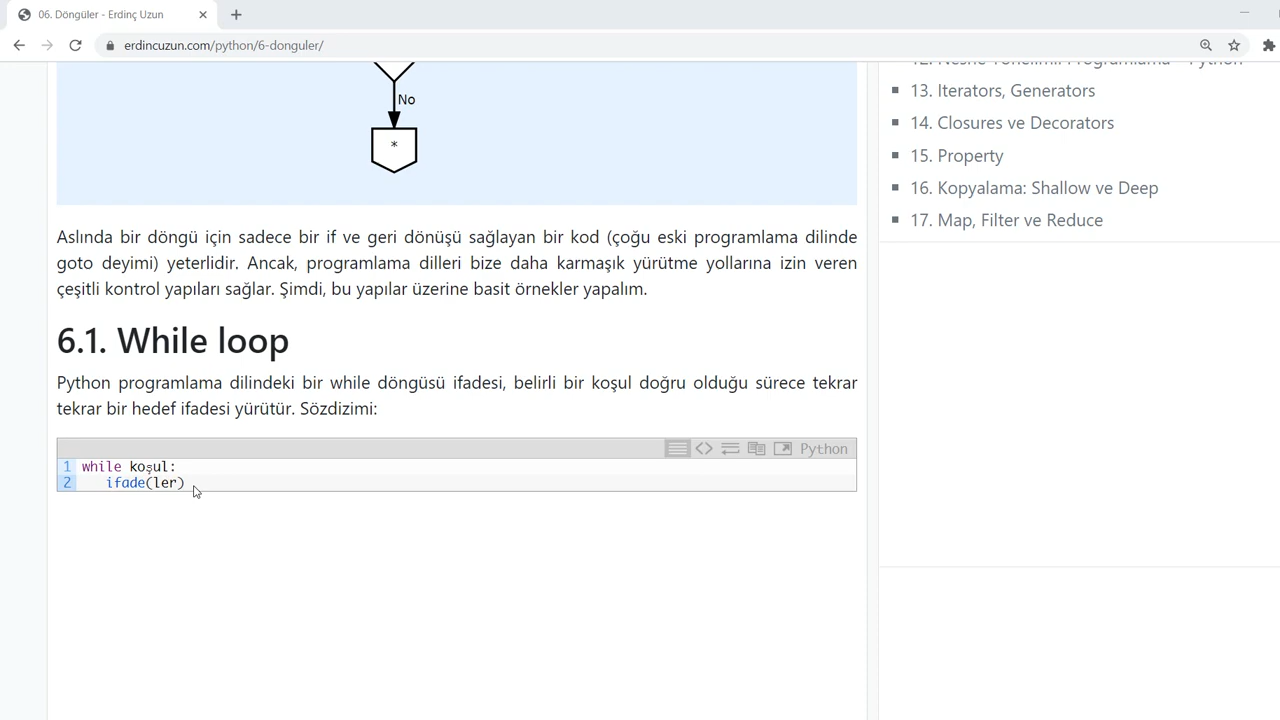 06. Döngüler - Erdinç Uzun
erdincuzun.com/python/6-donguler/
No
*
Aslında bir döngü için sadece bir if ve geri dönüşü sağlayan bir kod (çoğu eski programlama dilinde
goto deyimi) yeterlidir. Ancak, programlama dilleri bize daha karmaşık yürütme yollarına izin veren
çeşitli kontrol yapıları sağlar. Şimdi, bu yapılar üzerine basit örnekler yapalım.
6.1. While loop
Python programlama dilindeki bir while döngüsü ifadesi, belirli bir koşul doğru olduğu sürece tekrar
tekrar bir hedef ifadesi yürütür. Sözdizimi:
Python
1 while koşul:
2 ifade(ler)
12. Nesne Yönelimli Programlama – Python
13. Iterators, Generators
14. Closures ve Decorators
15. Property
16. Kopyalama: Shallow ve Deep
17. Map, Filter ve Reduce